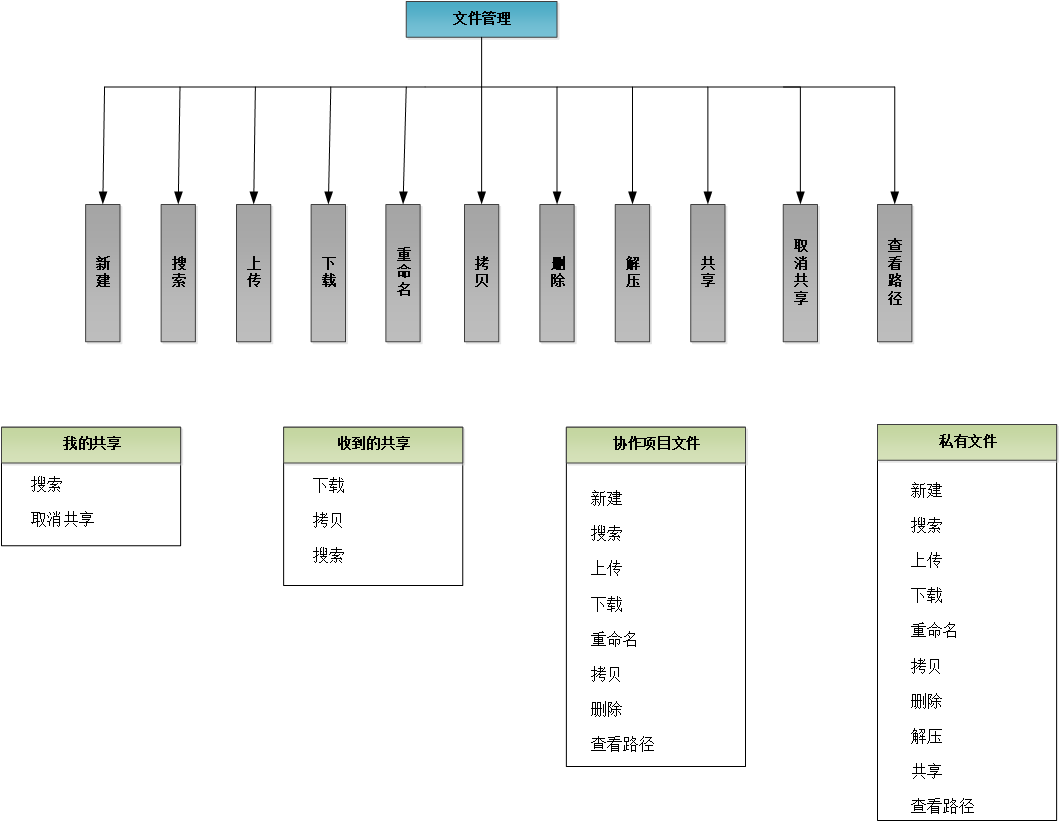 文件管理
新建
搜索
上传
下载
重命名
拷贝
删除
解压
共享
取消共享
查看路径
我的共享
搜索
取消共享
收到的共享
下载
拷贝
搜索
协作项目文件
新建
搜索
上传
下载
重命名
拷贝
删除
查看路径
私有文件
新建
搜索
上传
下载
重命名
拷贝
删除
解压
共享
查看路径